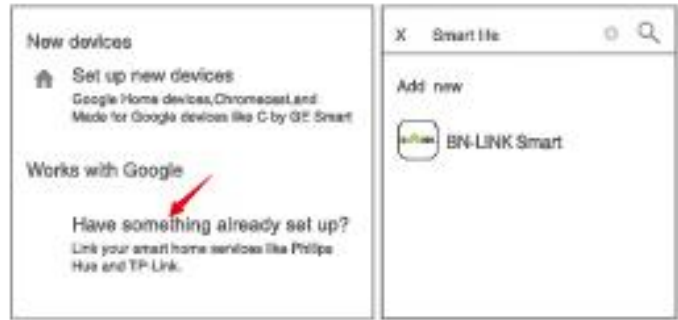 New devices
Set up new devices
Google Home devices,Chromecast,and
Made for Google devices like C by GE Smart
Works with Google
Have something already set up?
Link your smart home services like Philips
Hue and TP-Link.
X Smart life
Add new
BN-LINK Smart